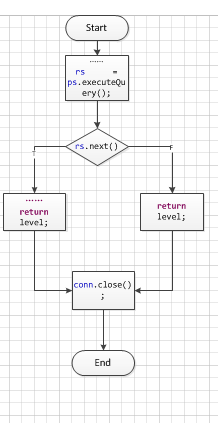 Start
......
rs =
ps.executeQu
ery();
rs.next()
T
F
......
return
level;
return
level;
conn.close()
;
End